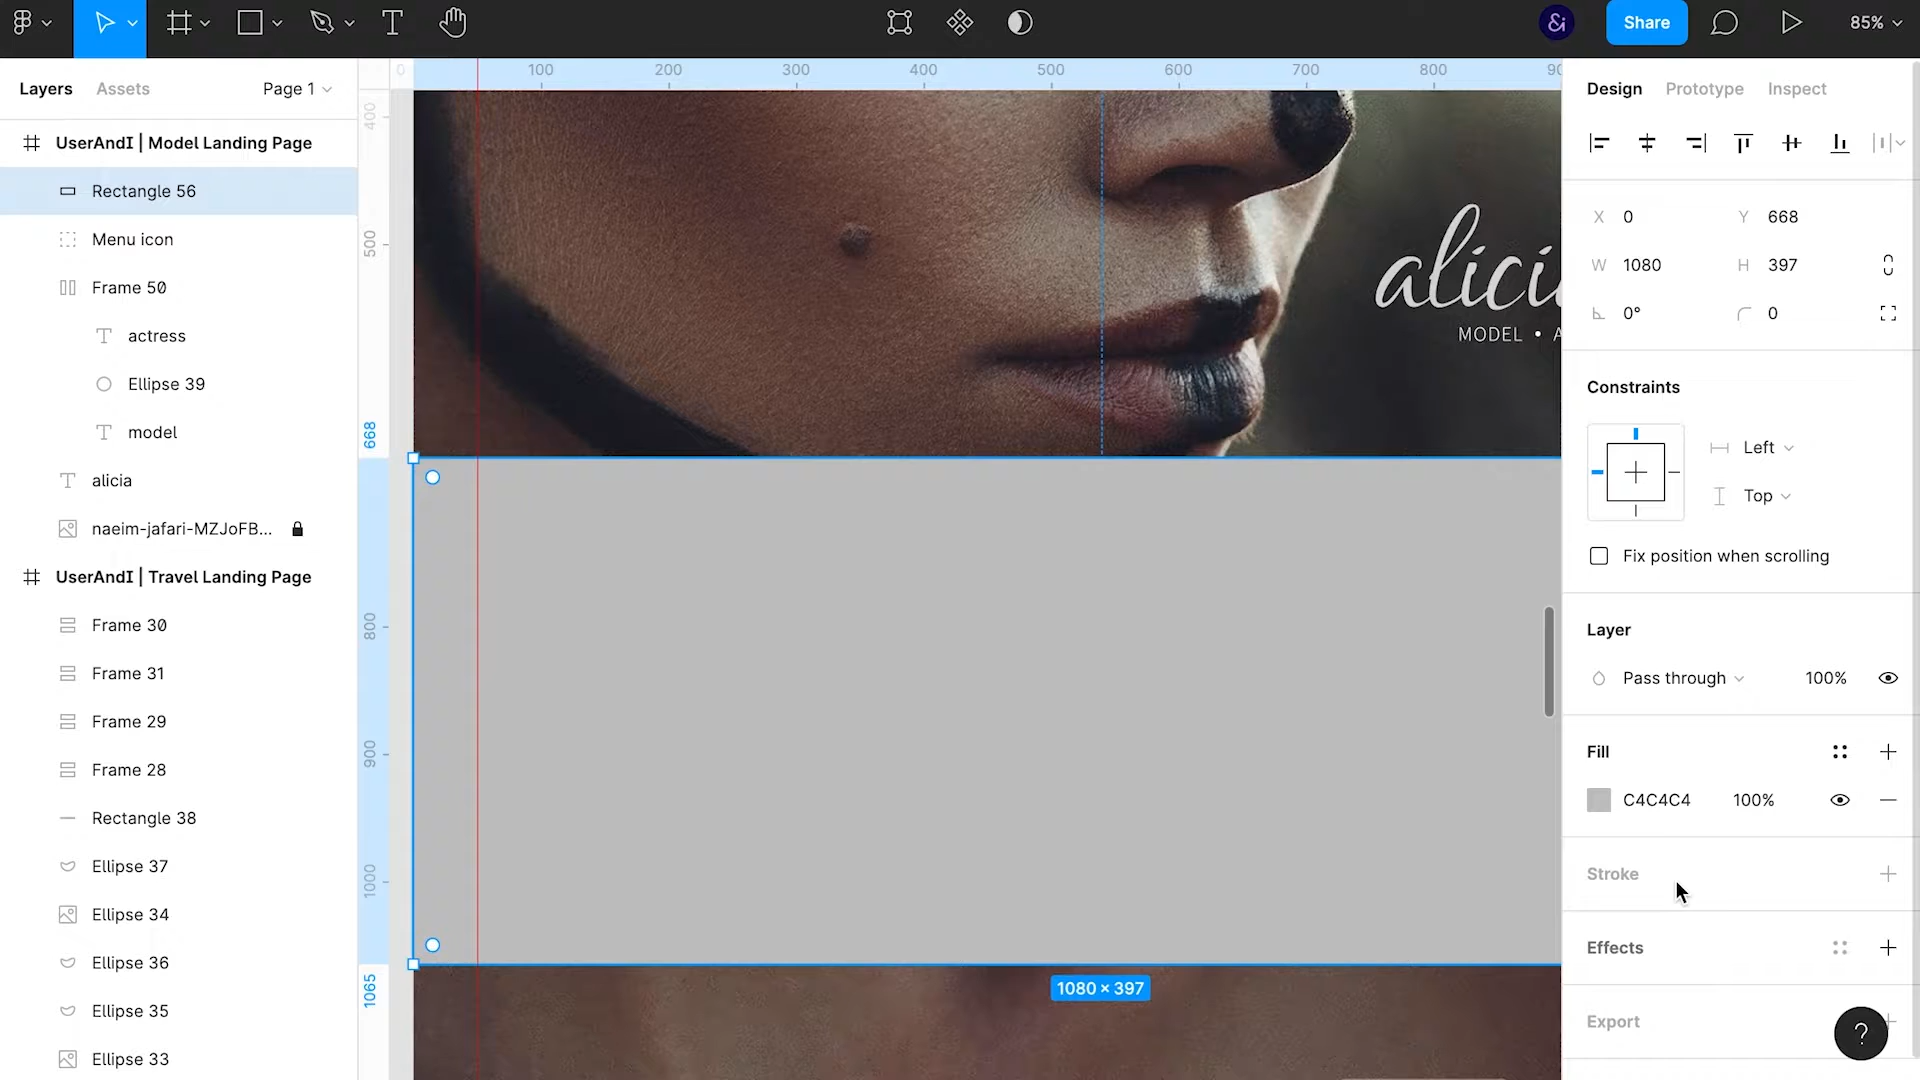 &i
Share
85%
Layers
Assets
Page 1
0
100
200
300
400
500
600
700
800
Design
Prototype
Inspect
UserAndI | Model Landing Page
Rectangle 56
Menu icon
Frame 50
actress
Ellipse 39
model
alicia
naeim-jafari-MZJoFB...
UserAndI | Travel Landing Page
Frame 30
Frame 31
Frame 29
Frame 28
Rectangle 38
Ellipse 37
Ellipse 34
Ellipse 36
Ellipse 35
Ellipse 33
400
500
668
800
900
1000
1065
alicia
MODEL • A
1080 × 397
X 0
Y 668
W 1080
H 397
0°
0
Constraints
Left
Top
Fix position when scrolling
Layer
Pass through
100%
Fill
C4C4C4
100%
Stroke
Effects
Export
?